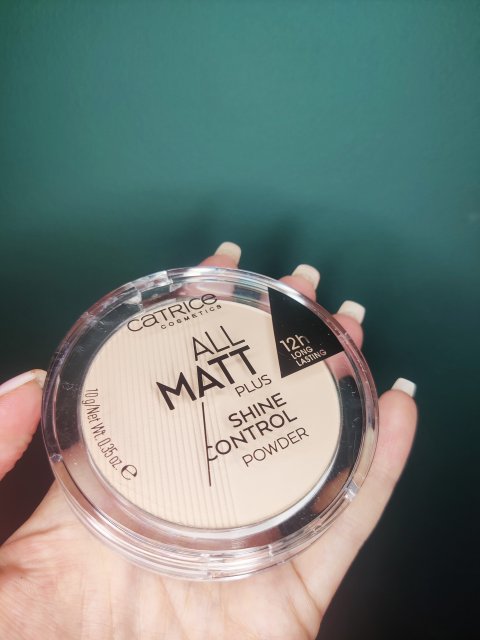 CATRICE
COSMETICS
ALL
MATT
PLUS
SHINE
CONTROL
POWDER
12h
LONG
LASTING
10 g/Net Wt. 0.35 oz. ℮